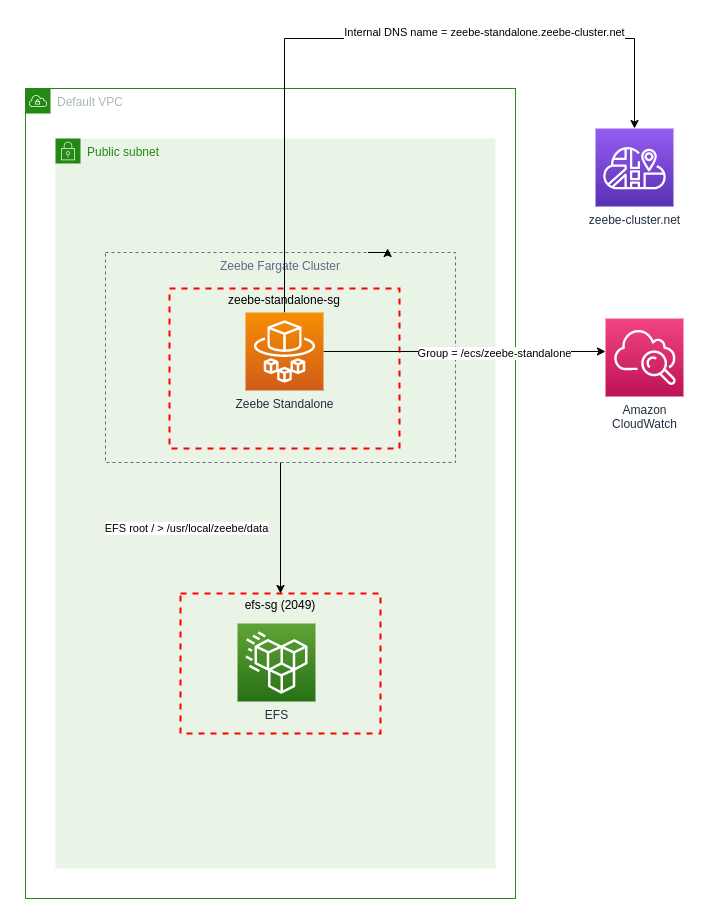 Internal DNS name = zeebe-standalone.zeebe-cluster.net
Default VPC
Public subnet
zeebe-cluster.net
Zeebe Fargate Cluster
zeebe-standalone-sg
Group = /ecs/zeebe-standalone
Zeebe Standalone
Amazon
CloudWatch
EFS root / > /usr/local/zeebe/data
efs-sg (2049)
EFS